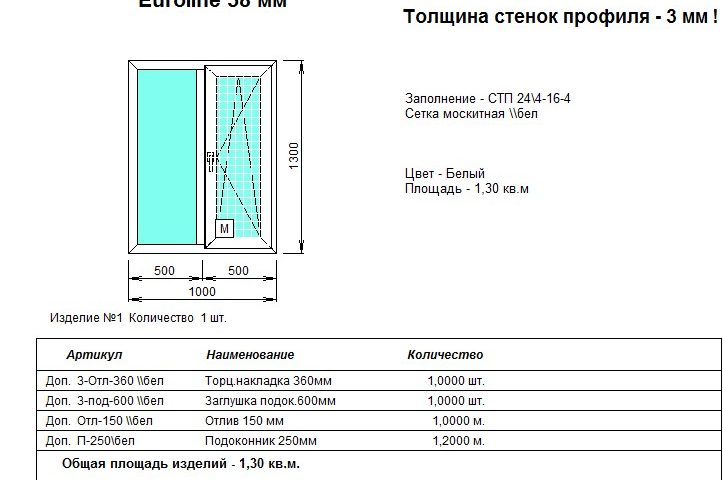 Euroline 58 мм
Толщина стенок профиля - 3 мм !
Заполнение - СТП 24\4-16-4
Сетка москитная \\бел
1300
Цвет - Белый
Площадь - 1,30 кв.м
М
500 500
1000
Изделие №1 Количество 1 шт.
Артикул Наименование Количество
Доп. З-Отл-360 \\бел Торц.накладка 360мм 1,0000 шт.
Доп. З-под-600 \\бел Заглушка подок.600мм 1,0000 шт.
Доп. Отл-150 \\бел Отлив 150 мм 1,0000 м.
Доп. П-250\бел Подоконник 250мм 1,2000 м.
Общая площадь изделий - 1,30 кв.м.